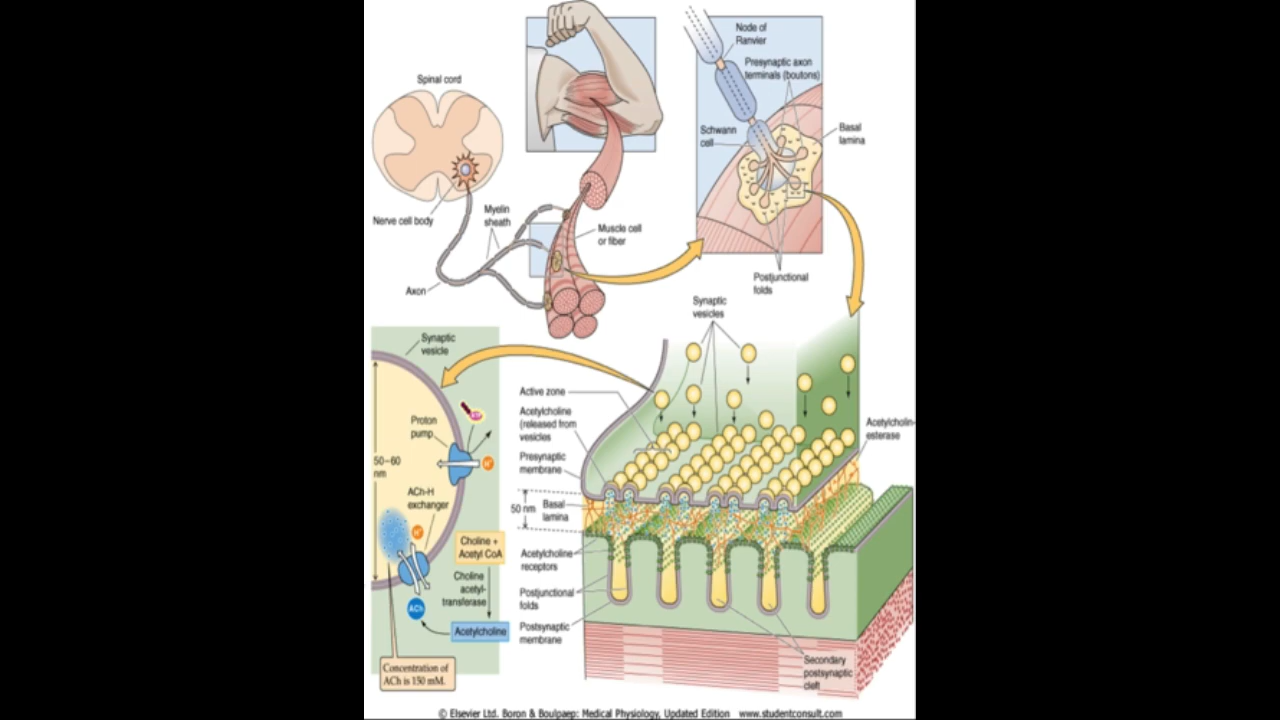 Node of
Ranvier
Presynaptic axon
terminals (boutons)
Spinal cord
Schwann
cell
Basal
lamina
Nerve cell body
Myelin
sheath
Muscle cell
or fiber
Axon
Postjunctional
folds
Synaptic
vesicles
Synaptic
vesicle
Active zone
Acetylcholine
(released from
vesicles
Presynaptic
membrane
Acetylcholin-
esterase
Proton
pump
H+
50–60
nm
ACh-H
exchanger
H+
50 nm
Basal
lamina
Choline +
Acetyl CoA
Acetylcholine
receptors
Choline
acetyl-
transferase
ACh
Postjunctional
folds
Acetylcholine
Postsynaptic
membrane
Secondary
postsynaptic
cleft
Concentration of
ACh is 150 mM.
© Elsevier Ltd. Boron & Boulpaep: Medical Physiology, Updated Edition www.studentconsult.com